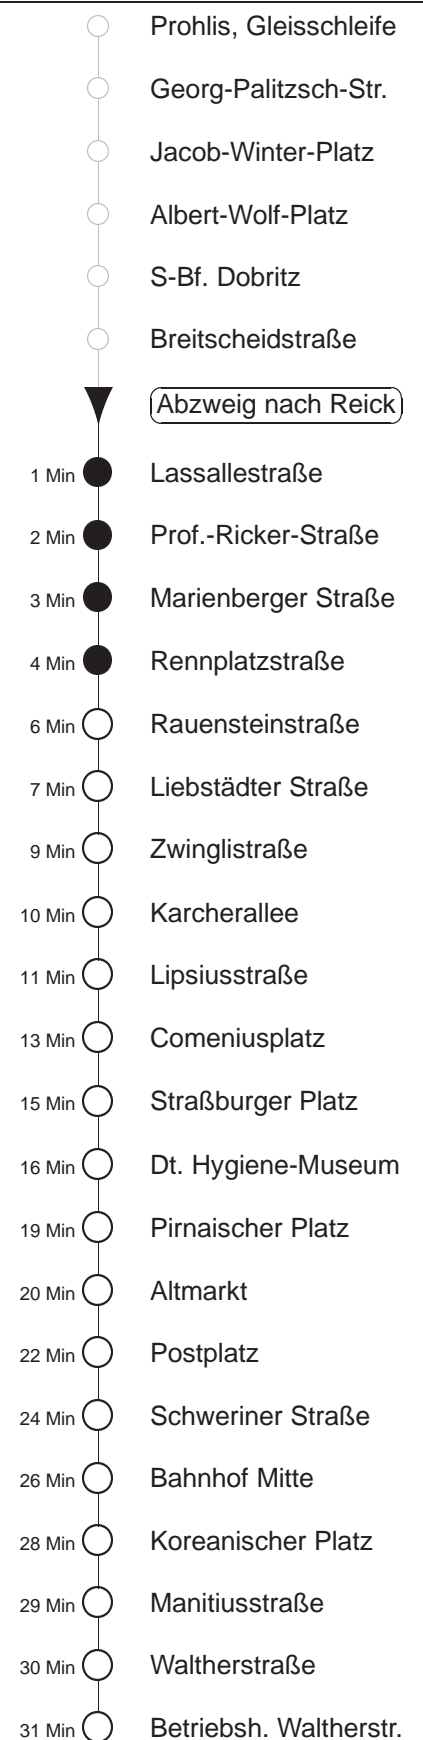 Prohlis, Gleisschleife
Georg-Palitzsch-Str.
Jacob-Winter-Platz
Albert-Wolf-Platz
S-Bf. Dobritz
Breitscheidstraße
Abzweig nach Reick
1 Min Lassallestraße
2 Min Prof.-Ricker-Straße
3 Min Marienberger Straße
4 Min Rennplatzstraße
6 Min Rauensteinstraße
7 Min Liebstädter Straße
9 Min Zwinglistraße
10 Min Karcherallee
11 Min Lipsiusstraße
13 Min Comeniusplatz
15 Min Straßburger Platz
16 Min Dt. Hygiene-Museum
19 Min Pirnaischer Platz
20 Min Altmarkt
22 Min Postplatz
24 Min Schweriner Straße
26 Min Bahnhof Mitte
28 Min Koreanischer Platz
29 Min Manitiusstraße
30 Min Waltherstraße
31 Min Betriebsh. Waltherstr.